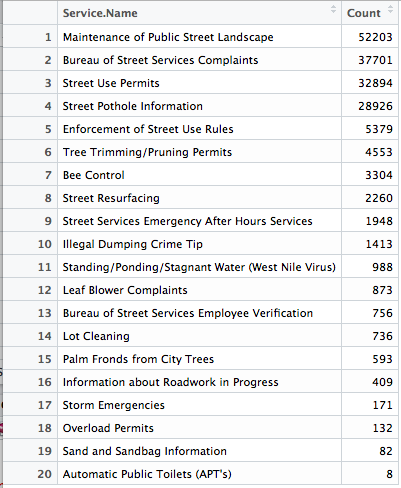 Service.Name Count
1 Maintenance of Public Street Landscape 52203
2 Bureau of Street Services Complaints 37701
3 Street Use Permits 32894
4 Street Pothole Information 28926
5 Enforcement of Street Use Rules 5379
6 Tree Trimming/Pruning Permits 4553
7 Bee Control 3304
8 Street Resurfacing 2260
9 Street Services Emergency After Hours Services 1948
10 Illegal Dumping Crime Tip 1413
11 Standing/Ponding/Stagnant Water (West Nile Virus) 988
12 Leaf Blower Complaints 873
13 Bureau of Street Services Employee Verification 756
14 Lot Cleaning 736
15 Palm Fronds from City Trees 593
16 Information about Roadwork in Progress 409
17 Storm Emergencies 171
18 Overload Permits 132
19 Sand and Sandbag Information 82
20 Automatic Public Toilets (APT's) 8